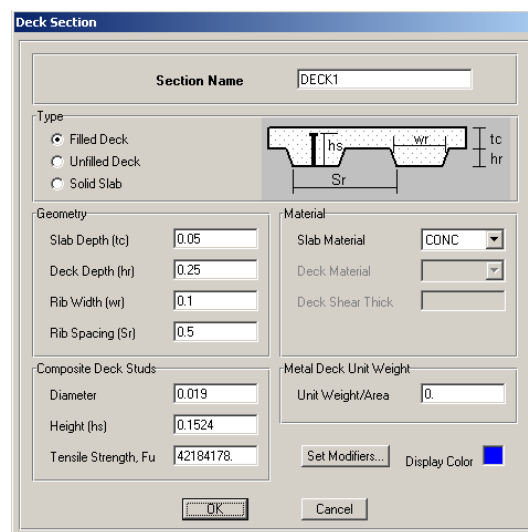 Deck Section
Section Name DECK1
Type
Filled Deck
Unfilled Deck
Solid Slab
hs wr tc
hr
Sr
Geometry
Slab Depth (tc) 0.05
Deck Depth (hr) 0.25
Rib Width (wr) 0.1
Rib Spacing (Sr) 0.5
Material
Slab Material CONC
Deck Material
Deck Shear Thick
Composite Deck Studs
Diameter 0.019
Height (hs) 0.1524
Tensile Strength, Fu 42184178.
Metal Deck Unit Weight
Unit Weight/Area 0.
Set Modifiers... Display Color
OK Cancel